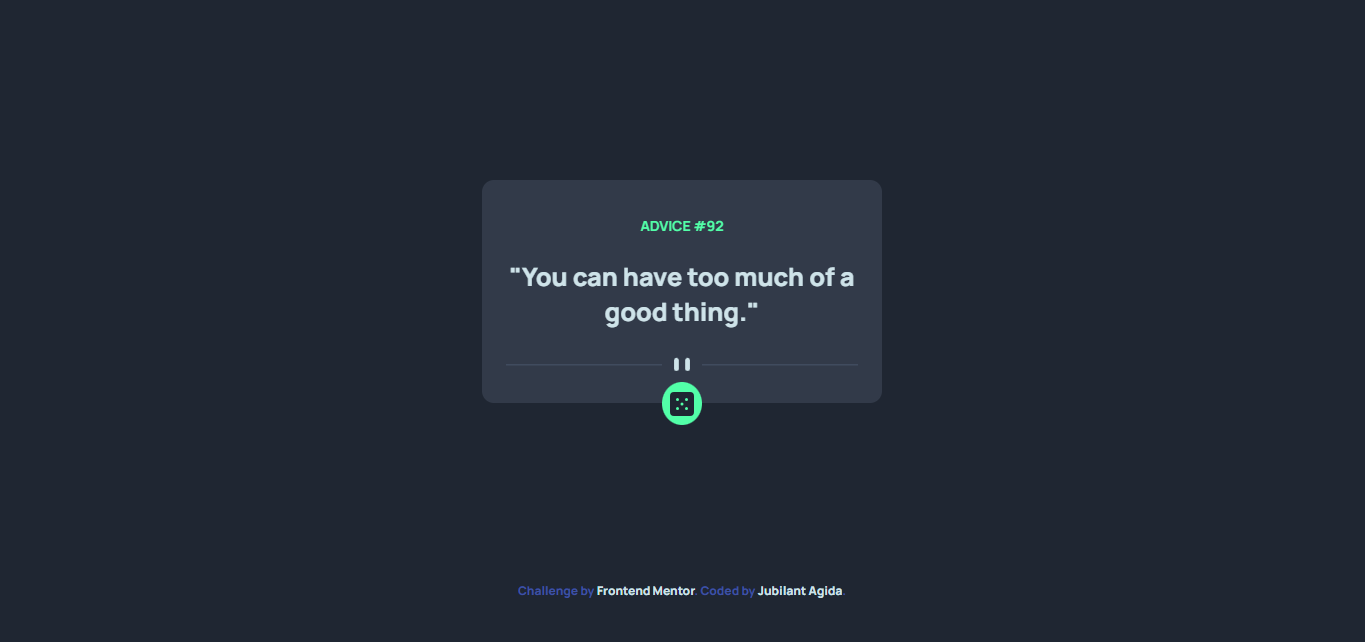 ADVICE #92
"You can have too much of a
good thing."
Challenge by Frontend Mentor. Coded by Jubilant Agida.